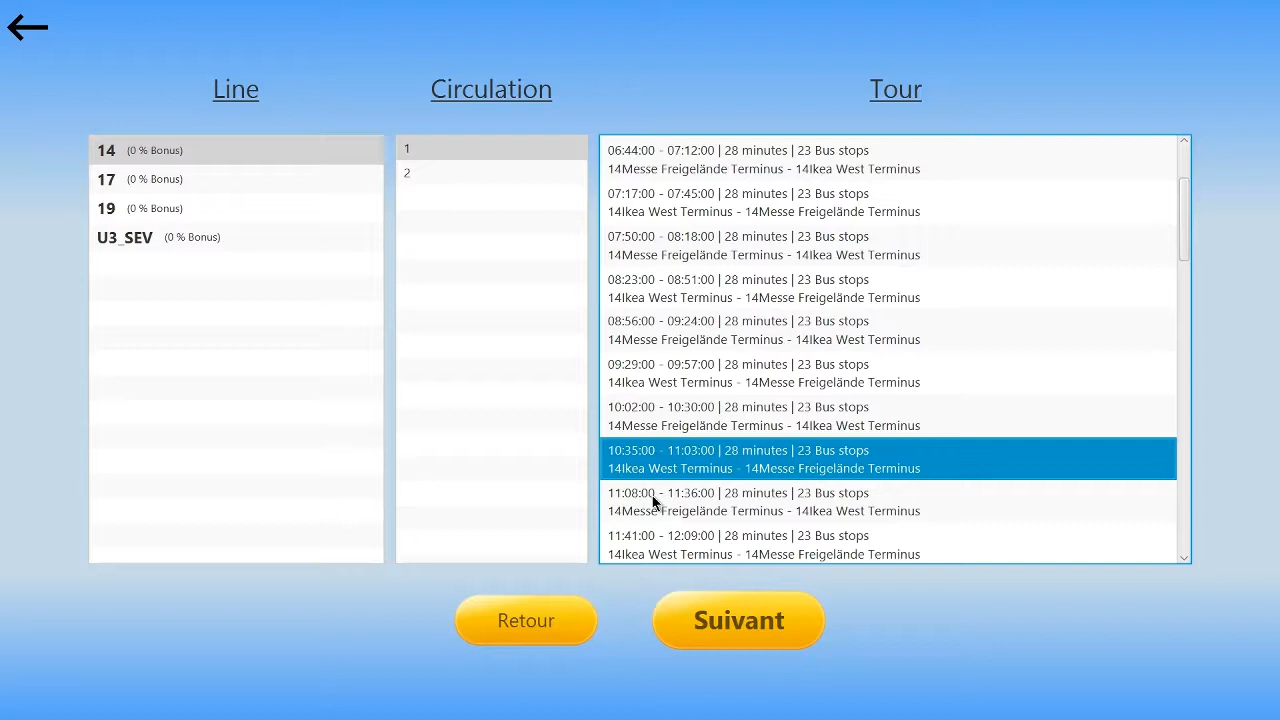 Line
Circulation
Tour
14 (0 % Bonus)
17 (0 % Bonus)
19 (0 % Bonus)
U3_SEV (0 % Bonus)
1
2
06:44:00 - 07:12:00 | 28 minutes | 23 Bus stops
14Messe Freigelände Terminus - 14Ikea West Terminus
07:17:00 - 07:45:00 | 28 minutes | 23 Bus stops
14Ikea West Terminus - 14Messe Freigelände Terminus
07:50:00 - 08:18:00 | 28 minutes | 23 Bus stops
14Messe Freigelände Terminus - 14Ikea West Terminus
08:23:00 - 08:51:00 | 28 minutes | 23 Bus stops
14Ikea West Terminus - 14Messe Freigelände Terminus
08:56:00 - 09:24:00 | 28 minutes | 23 Bus stops
14Messe Freigelände Terminus - 14Ikea West Terminus
09:29:00 - 09:57:00 | 28 minutes | 23 Bus stops
14Ikea West Terminus - 14Messe Freigelände Terminus
10:02:00 - 10:30:00 | 28 minutes | 23 Bus stops
14Messe Freigelände Terminus - 14Ikea West Terminus
10:35:00 - 11:03:00 | 28 minutes | 23 Bus stops
14Ikea West Terminus - 14Messe Freigelände Terminus
11:08:00 - 11:36:00 | 28 minutes | 23 Bus stops
14Messe Freigelände Terminus - 14Ikea West Terminus
11:41:00 - 12:09:00 | 28 minutes | 23 Bus stops
14Ikea West Terminus - 14Messe Freigelände Terminus
Retour
Suivant